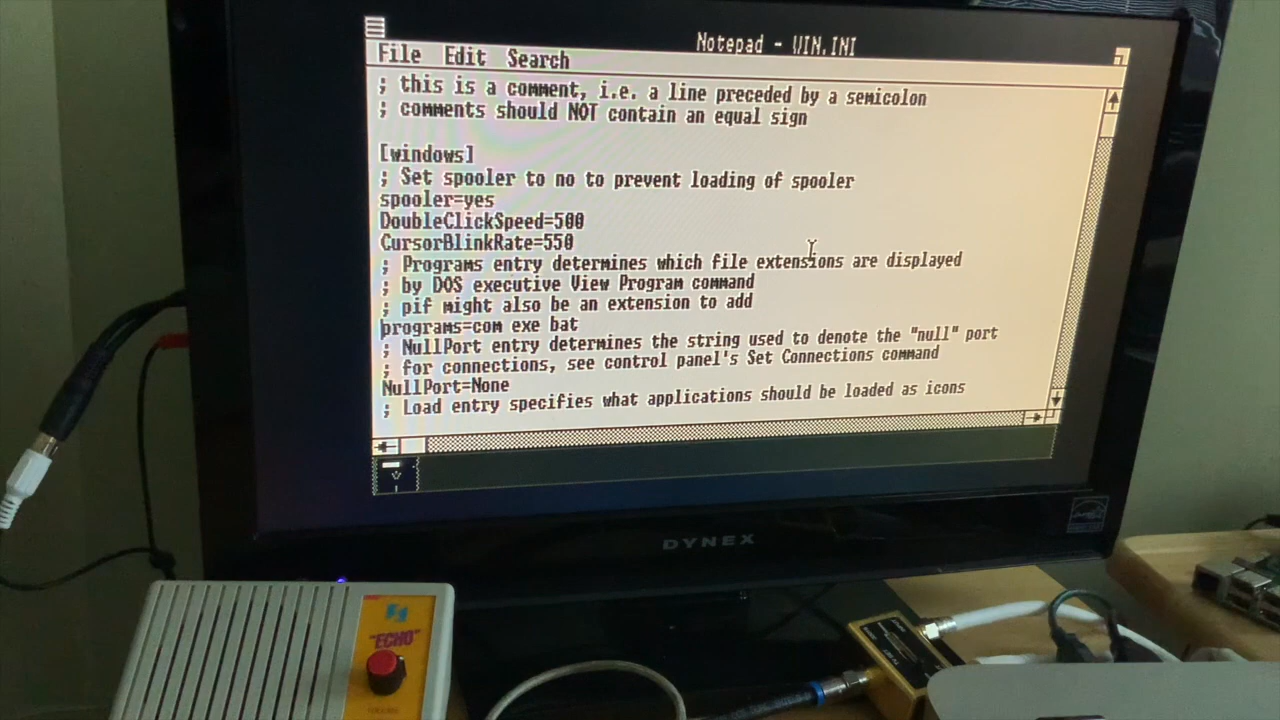 Notepad - WIN.INI
File Edit Search
; this is a comment, i.e. a line preceded by a semicolon
; comments should NOT contain an equal sign
[windows]
; Set spooler to no to prevent loading of spooler
spooler=yes
DoubleClickSpeed=500
CursorBlinkRate=550
; Programs entry determines which file extensions are displayed
; by DOS executive View Program command
; pif might also be an extension to add
programs=com exe bat
; NullPort entry determines the string used to denote the "null" port
; for connections, see control panel's Set Connections command
NullPort=None
; Load entry specifies what applications should be loaded as icons
DYNEX
"ECHO"
VOLUME